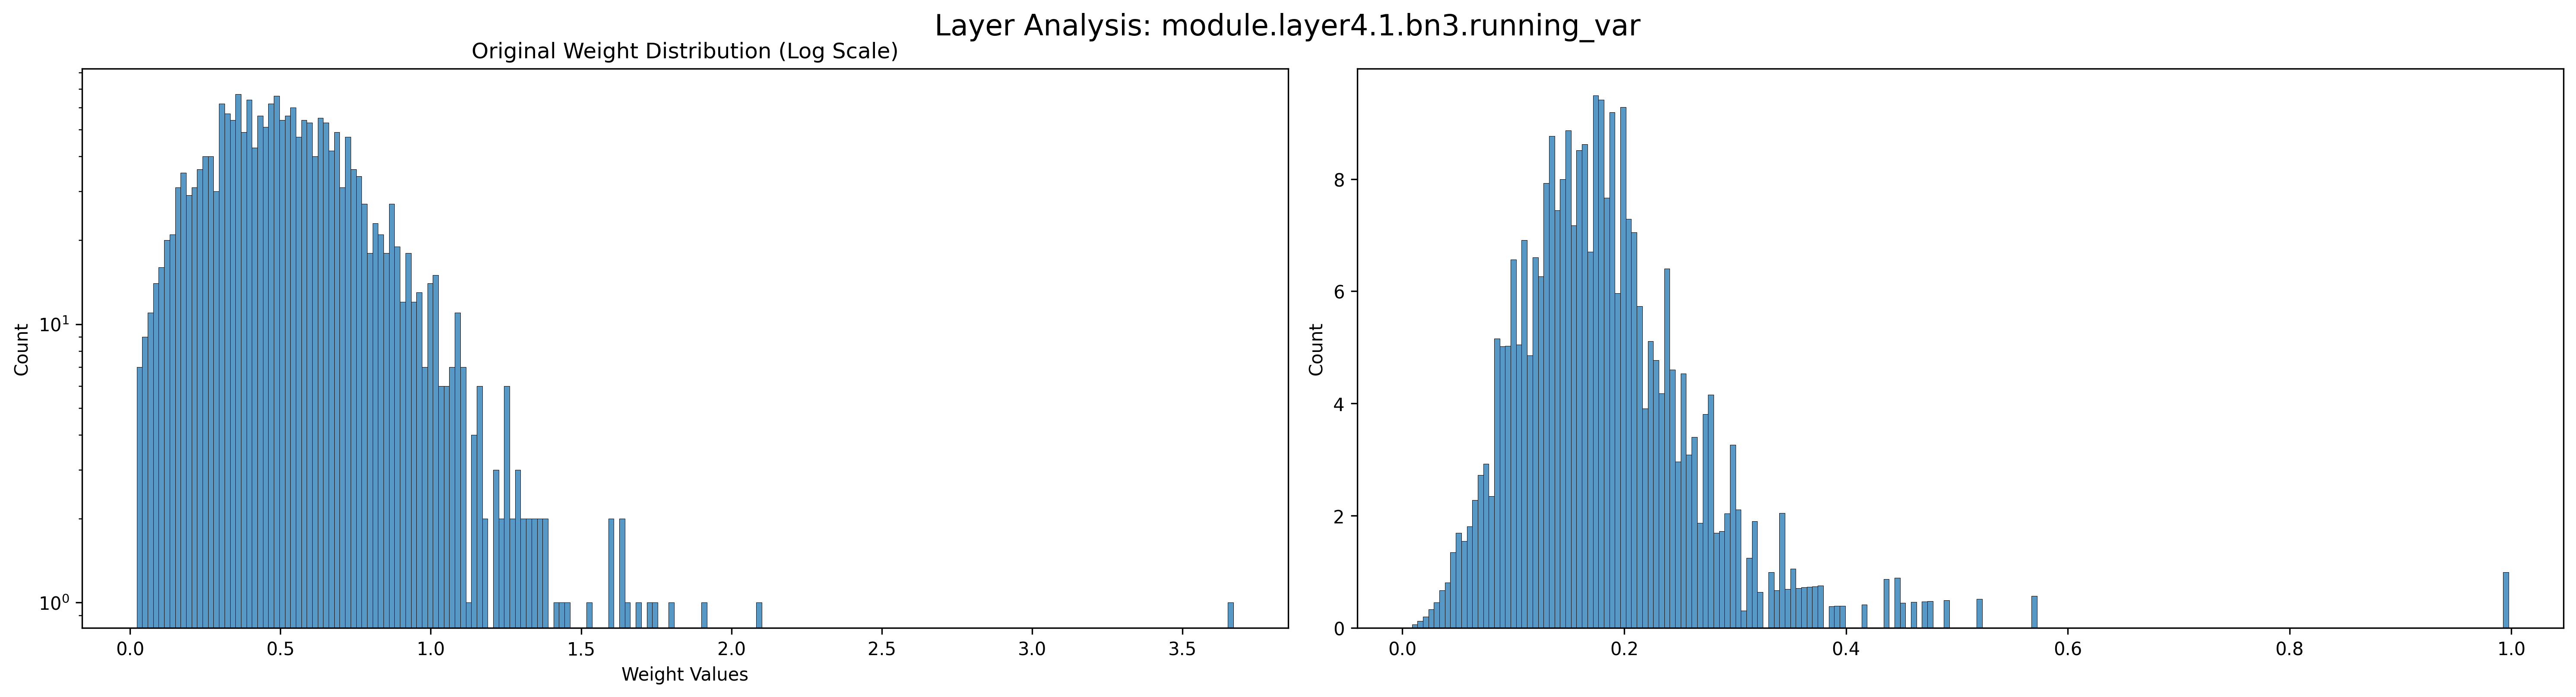 Layer Analysis: module.layer4.1.bn3.running_var
Original Weight Distribution (Log Scale)
Count
10¹
10⁰
0.0 0.5 1.0 1.5 2.0 2.5 3.0 3.5
Weight Values
Count
8
6
4
2
0
0.0 0.2 0.4 0.6 0.8 1.0